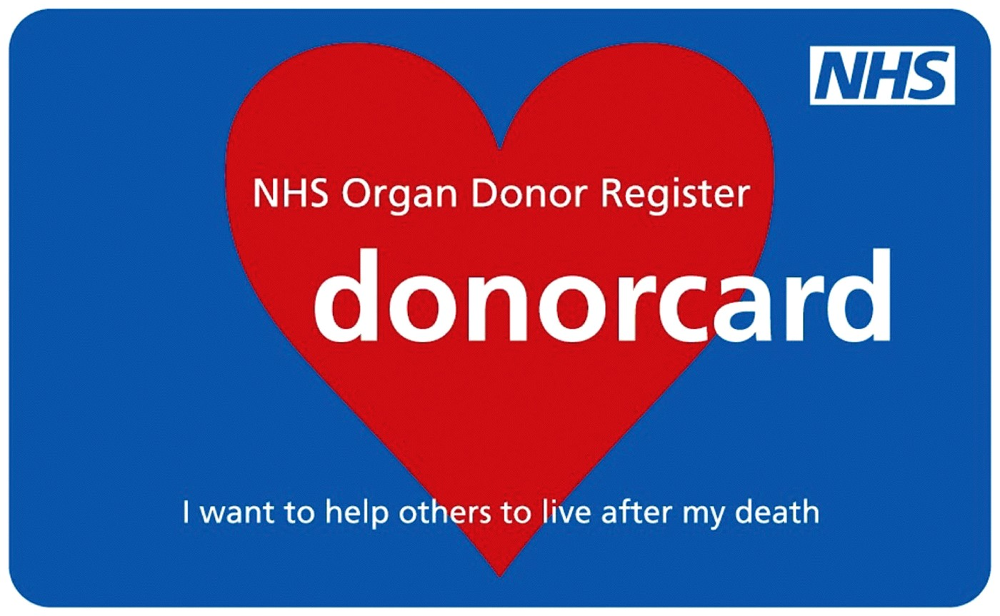 NHS
NHS Organ Donor Register
donorcard
I want to help others to live after my death